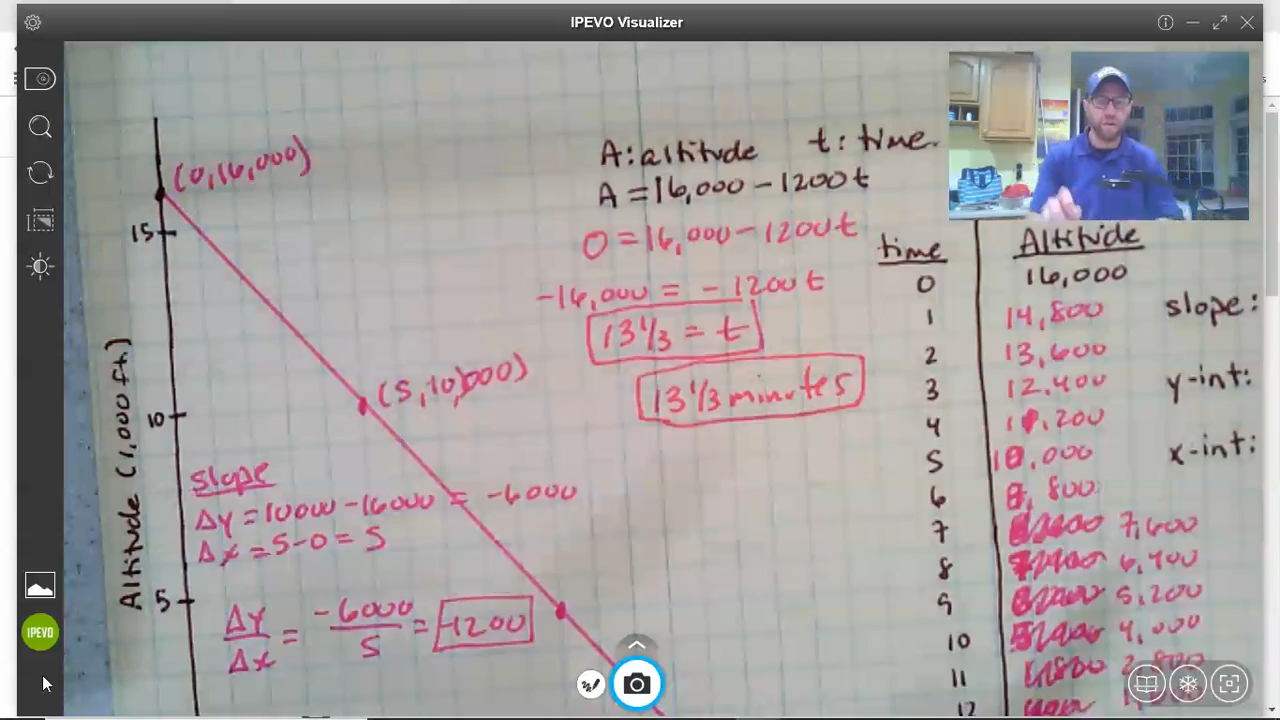 IPEVO Visualizer
(0,16,000)
15
(5,10,000)
10
Altitude (1,000 ft.)
slope
Δy = 10000 - 16000 = -6000
Δx = 5-0 = 5
5
Δy/Δx = -6000/5 = -1200
A: altitude t: time.
A = 16,000 - 1200t
0 = 16,000 - 1200t
-16,000 = -1200t
13 1/3 = t
13 1/3 minutes
time Altitude
0 16,000
1 14,800
2 13,600
3 12,400
4 11,200
5 10,000
6 8,800
7 7,600
8 6,400
9 5,200
10 4,000
11 2,800
12
slope:
y-int:
x-int:
IPEVO